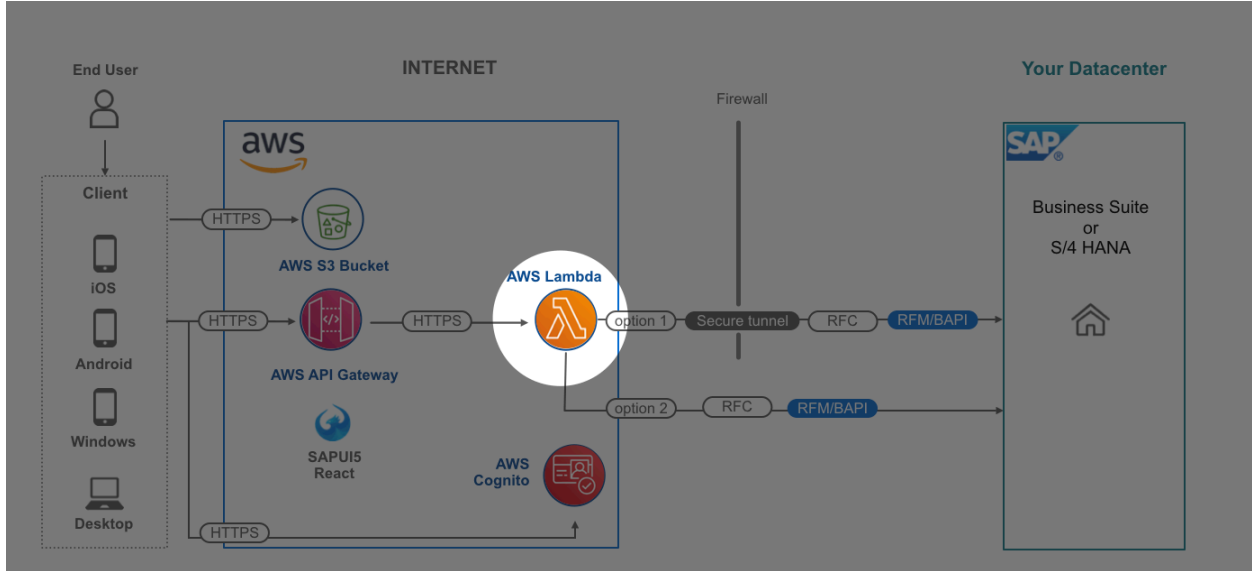 End User
INTERNET
Your Datacenter
Firewall
aws
SAP®
Client
HTTPS
AWS S3 Bucket
Business Suite
or
S/4 HANA
iOS
AWS Lambda
HTTPS
</>
HTTPS
option 1
Secure tunnel
RFC
RFM/BAPI
Android
AWS API Gateway
option 2
RFC
RFM/BAPI
Windows
SAPUI5
React
AWS
Cognito
Desktop
HTTPS